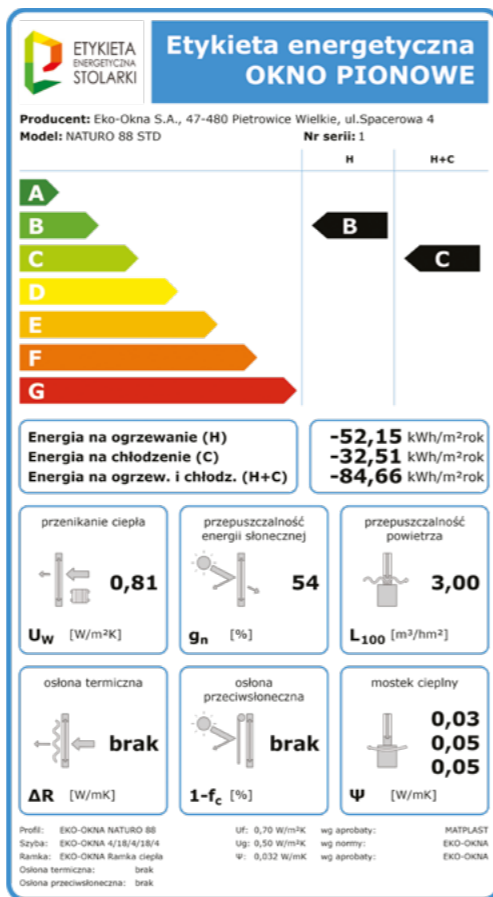 ETYKIETA
ENERGETYCZNA
STOLARKI
Etykieta energetyczna
OKNO PIONOWE
Producent: Eko-Okna S.A., 47-480 Pietrowice Wielkie, ul.Spacerowa 4
Model: NATURO 88 STD Nr serii: 1
H H+C
A
B B
C C
D
E
F
G
Energia na ogrzewanie (H) -52,15 kWh/m²rok
Energia na chłodzenie (C) -32,51 kWh/m²rok
Energia na ogrzew. i chłodz. (H+C) -84,66 kWh/m²rok
przenikanie ciepła
0,81
Uw [W/m²K]
przepuszczalność
energii słonecznej
54
gn [%]
przepuszczalność
powietrza
3,00
L100 [m³/hm²]
osłona termiczna
brak
ΔR [W/mK]
osłona
przeciwsłoneczna
brak
1-fc [%]
mostek cieplny
0,03
0,05
0,05
Ψ [W/mK]
Profil: EKO-OKNA NATURO 88 Uf: 0,70 W/m²K wg aprobaty: MATPLAST
Szyba: EKO-OKNA 4/18/4/18/4 Ug: 0,50 W/m²K wg normy: EKO-OKNA
Ramka: EKO-OKNA Ramka ciepła Ψ: 0,032 W/mK wg aprobaty: EKO-OKNA
Osłona termiczna: brak
Osłona przeciwsłoneczna: brak